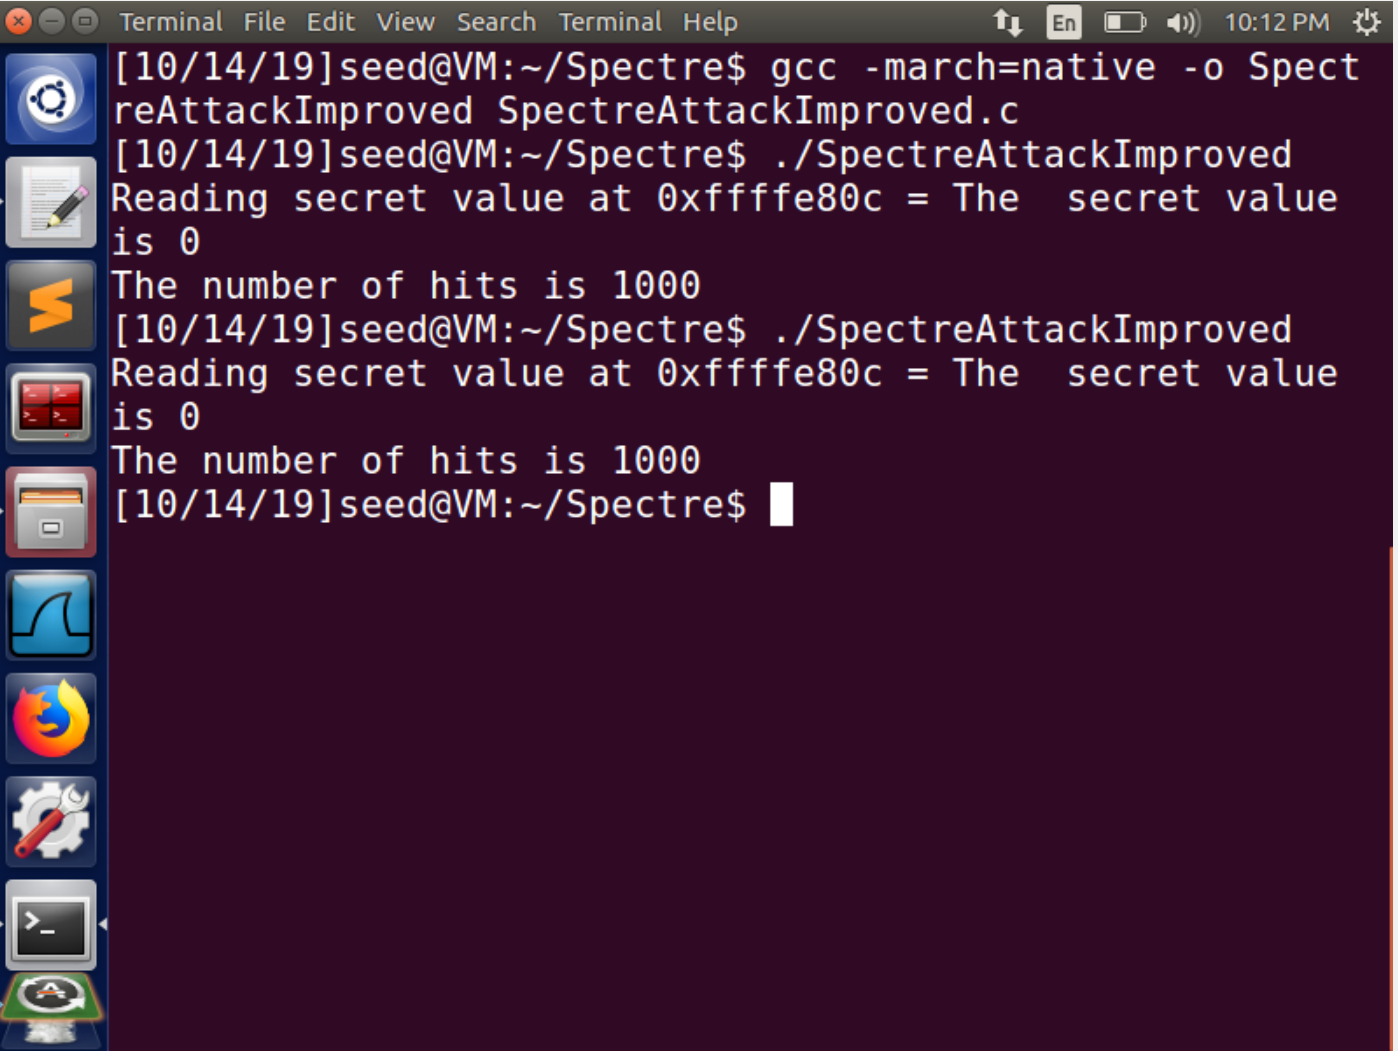 Terminal File Edit View Search Terminal Help En 10:12 PM
[10/14/19]seed@VM:~/Spectre$ gcc -march=native -o Spect
reAttackImproved SpectreAttackImproved.c
[10/14/19]seed@VM:~/Spectre$ ./SpectreAttackImproved
Reading secret value at 0xffffe80c = The  secret value
is 0
The number of hits is 1000
[10/14/19]seed@VM:~/Spectre$ ./SpectreAttackImproved
Reading secret value at 0xffffe80c = The  secret value
is 0
The number of hits is 1000
[10/14/19]seed@VM:~/Spectre$